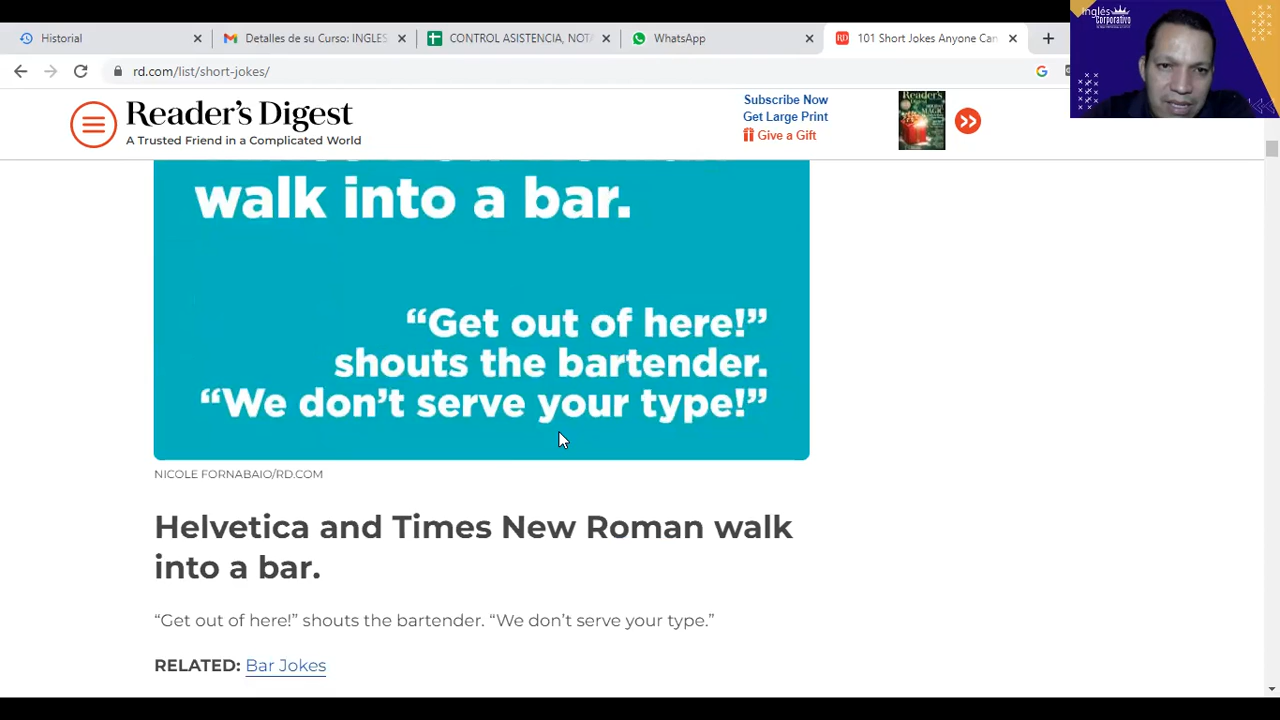 Historial
Detalles de su Curso: INGLES
CONTROL ASISTENCIA, NOTA
WhatsApp
101 Short Jokes Anyone Can
Inglés
Corporativo
rd.com/list/short-jokes/
Reader's Digest
A Trusted Friend in a Complicated World
Subscribe Now
Get Large Print
Give a Gift
walk into a bar.
“Get out of here!”
shouts the bartender.
“We don’t serve your type!”
NICOLE FORNABAIO/RD.COM
Helvetica and Times New Roman walk
into a bar.
“Get out of here!” shouts the bartender. “We don’t serve your type.”
RELATED: Bar Jokes